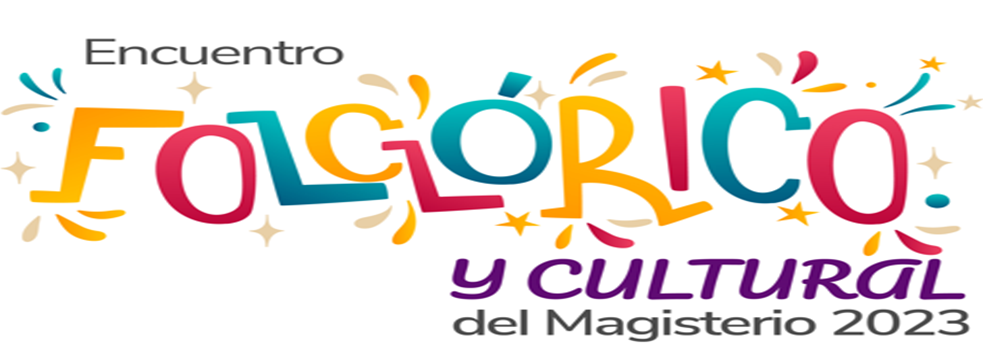 Encuentro
FOLCLÓRICO
Y CULTURAL
del Magisterio 2023